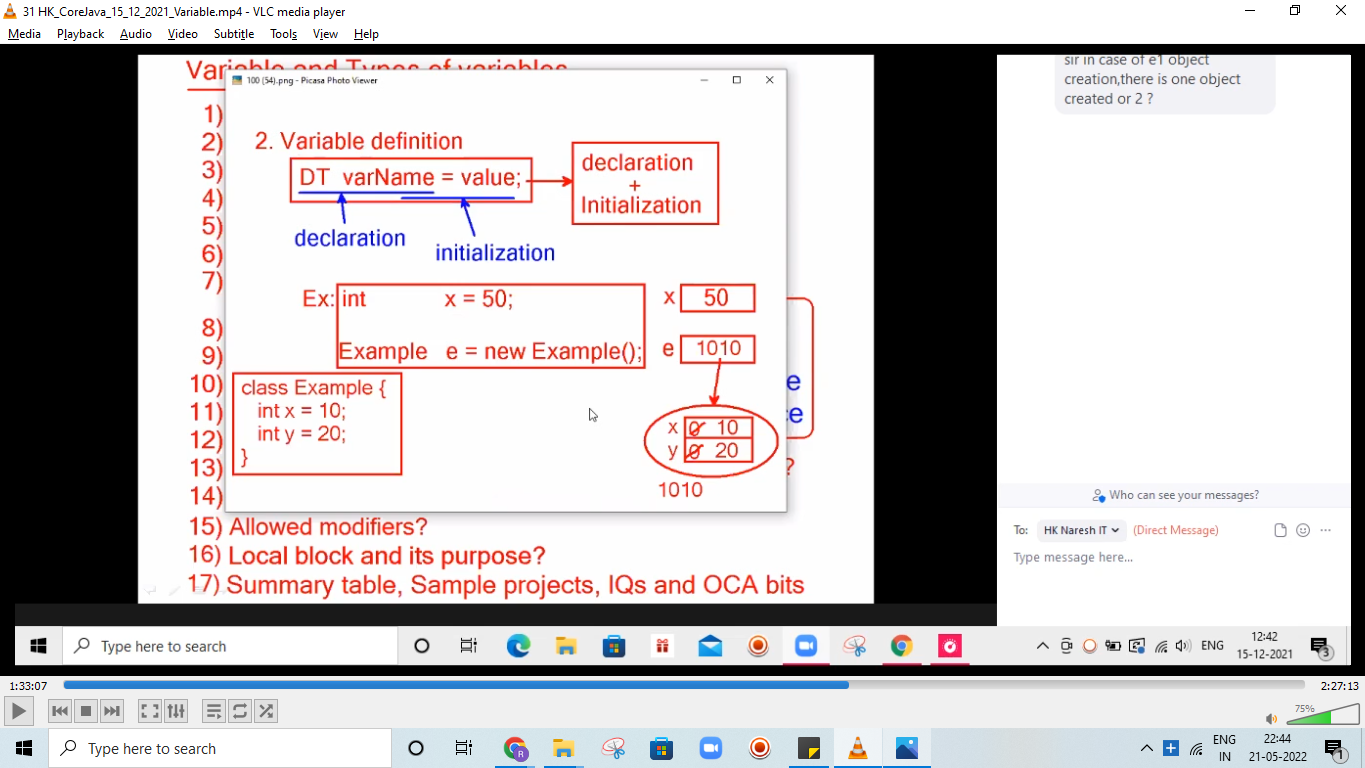 31 HK_CoreJava_15_12_2021_Variable.mp4 - VLC media player
Media Playback Audio Video Subtitle Tools View Help
Variable and Types of variables
100 (54).png - Picasa Photo Viewer
1)
2)
3)
4)
5)
6)
7)
8)
9)
10)
11)
12)
13)
14)
15) Allowed modifiers?
16) Local block and its purpose?
17) Summary table, Sample projects, IQs and OCA bits
2. Variable definition
DT varName = value;
declaration
+
Initialization
declaration
initialization
Ex: int x = 50;
Example e = new Example();
x 50
e 1010
class Example {
int x = 10;
int y = 20;
}
x 0 10
y 0 20
1010
e
ce
?
sir in case of e1 object
creation,there is one object
created or 2 ?
Who can see your messages?
To: HK Naresh IT (Direct Message)
Type message here...
Type here to search
ENG
12:42
15-12-2021
3
1:33:07
2:27:13
75%
Type here to search
R
ENG
IN
22:44
21-05-2022
1